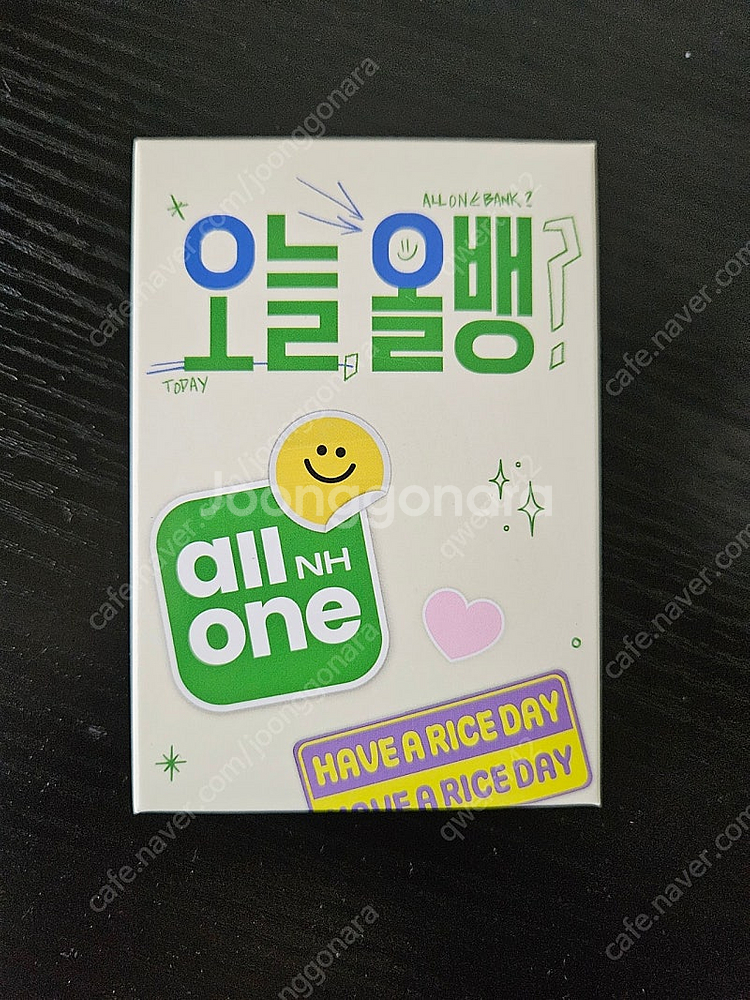 ALL ONE BANK?
오늘, 올뱅?
TODAY
all NH
one
HAVE A RICE DAY
HAVE A RICE DAY
Joonggonara
cafe.naver.com/joonggonara